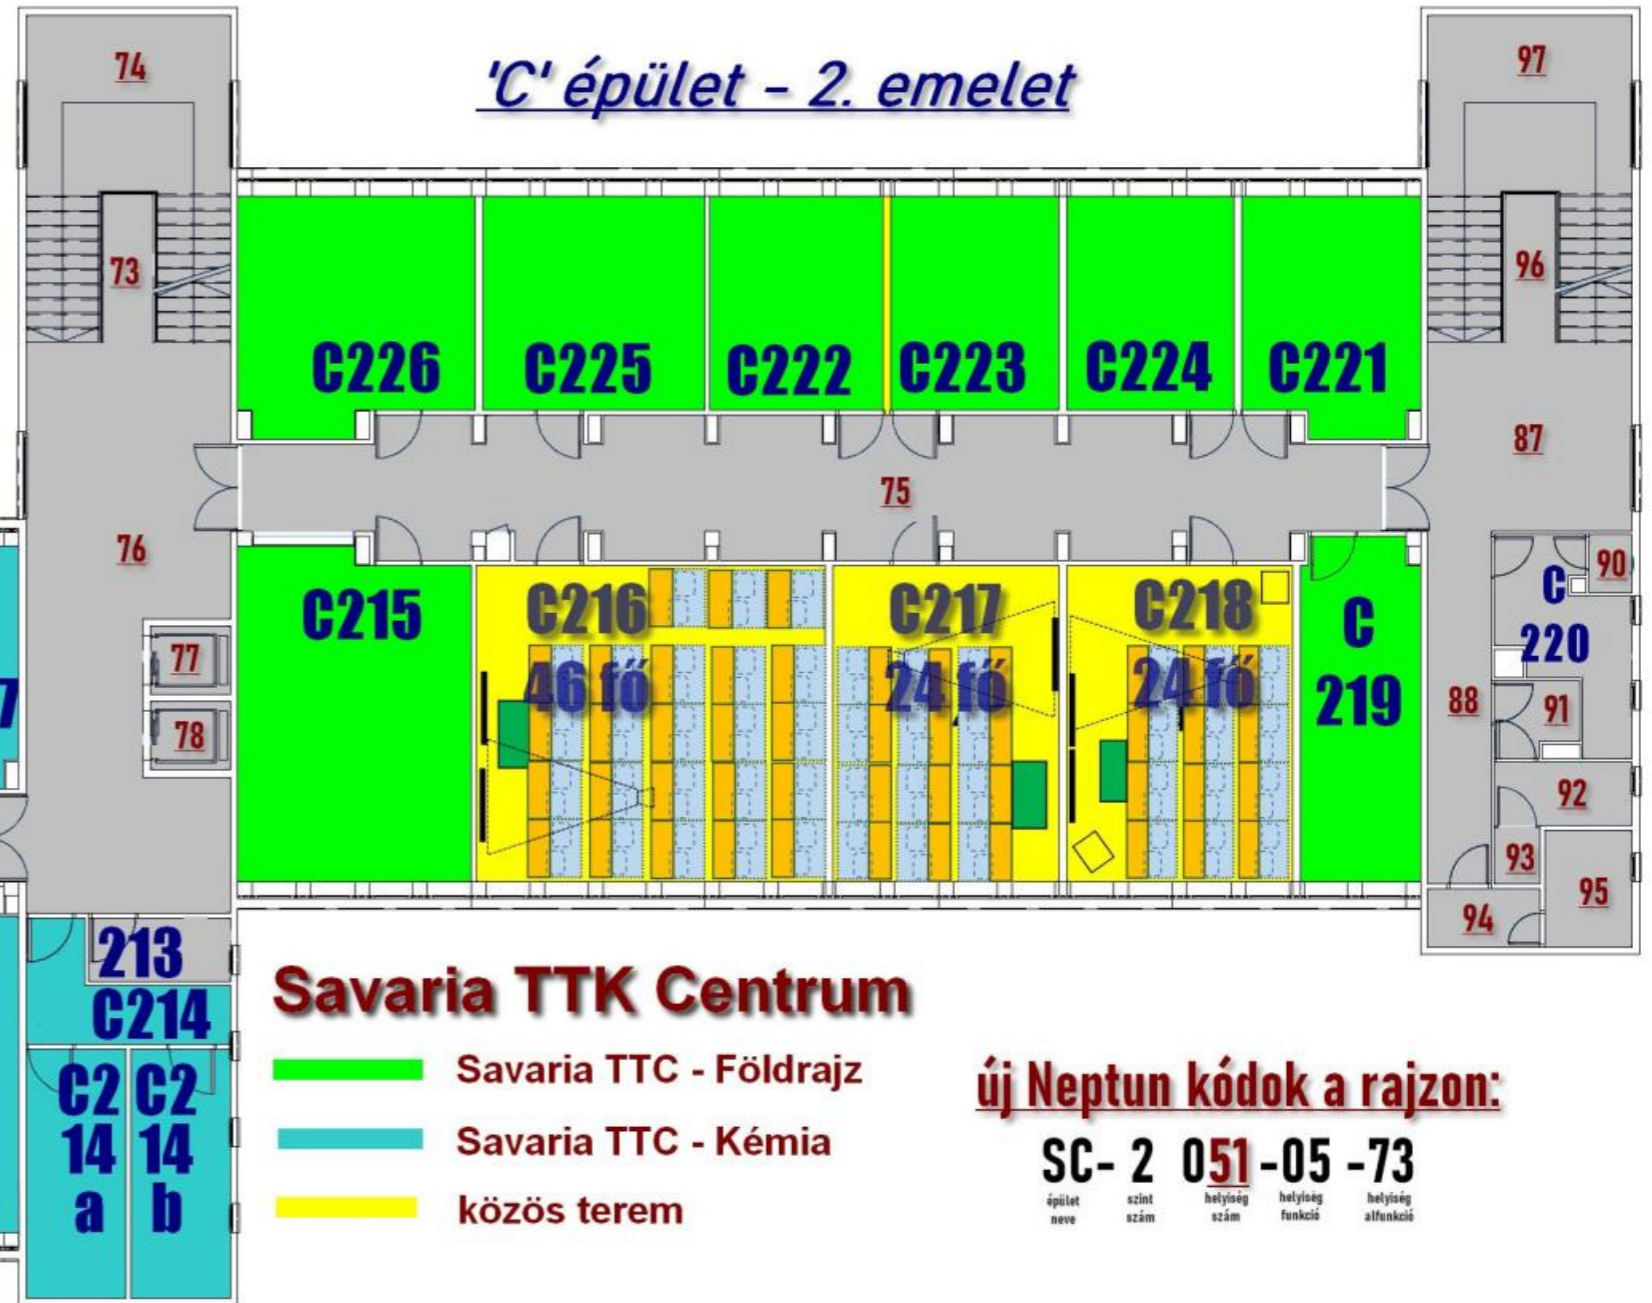 'C' épület - 2. emelet
74
97
73
96
C226
C225
C222
C223
C224
C221
87
75
76
90
C215
C216
46 fő
C217
24 fő
C218
24 fő
C
219
C
220
77
78
7
88
91
92
93
94
95
213
C214
C2
14
a
C2
14
b
Savaria TTK Centrum
Savaria TTC - Földrajz
Savaria TTC - Kémia
közös terem
új Neptun kódok a rajzon:
SC- 2 051 -05 -73
épület neve
szint szám
helyiség szám
helyiség funkció
helyiség alfunkció